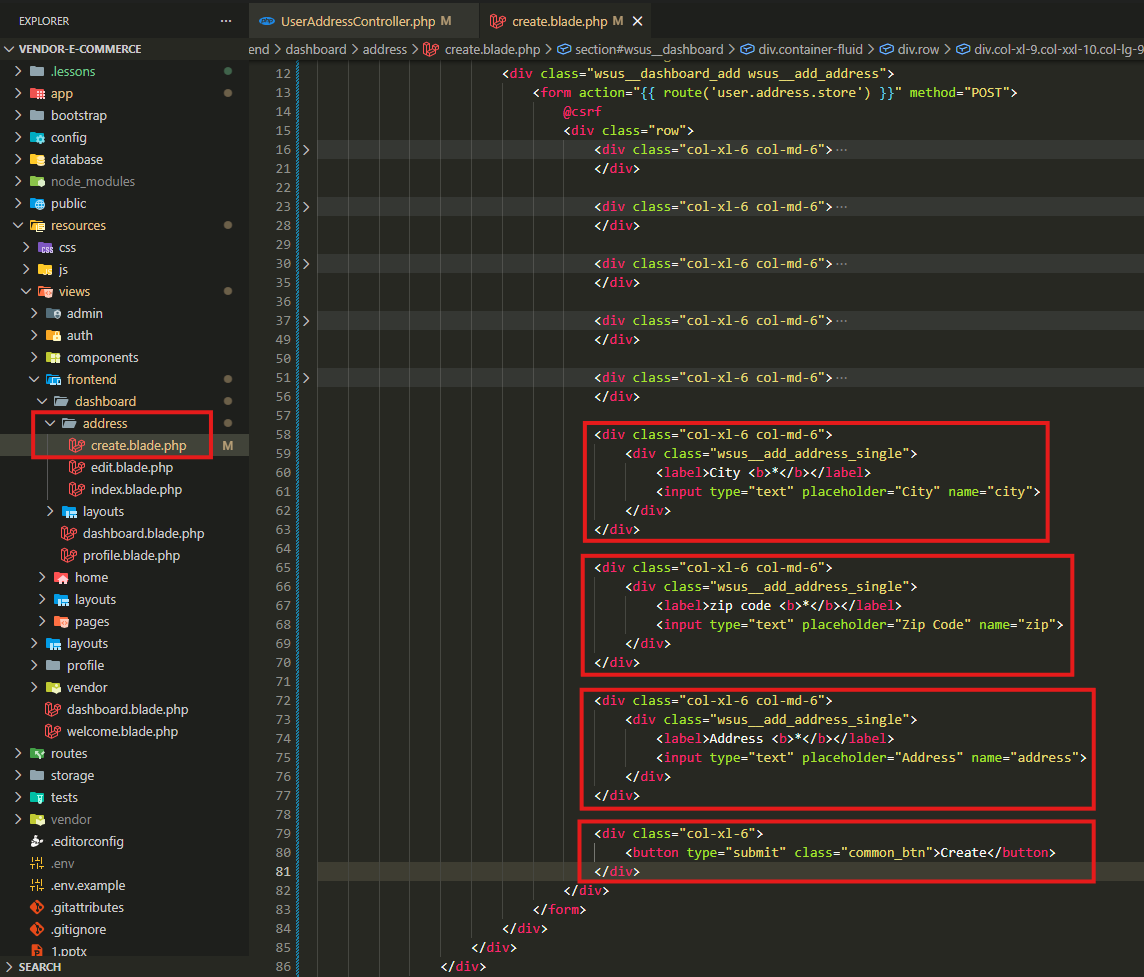 EXPLORER ···
VENDOR-E-COMMERCE
.lessons
app
bootstrap
config
database
node_modules
public
resources
css
js
views
admin
auth
components
frontend
dashboard
address
create.blade.php M
edit.blade.php
index.blade.php
layouts
dashboard.blade.php
profile.blade.php
home
layouts
pages
layouts
profile
vendor
dashboard.blade.php
welcome.blade.php
routes
storage
tests
vendor
.editorconfig
.env
.env.example
.gitattributes
.gitignore
1.pptx
SEARCH
UserAddressController.php M
create.blade.php M
end > dashboard > address > create.blade.php > section#wsus__dashboard > div.container-fluid > div.row > div.col-xl-9.col-xxl-10.col-lg-9
12 <div class="wsus__dashboard_add wsus__add_address">
13 <form action="{{ route('user.address.store') }}" method="POST">
14 @csrf
15 <div class="row">
16 <div class="col-xl-6 col-md-6">···
21 </div>
22
23 <div class="col-xl-6 col-md-6">···
28 </div>
29
30 <div class="col-xl-6 col-md-6">···
35 </div>
36
37 <div class="col-xl-6 col-md-6">···
49 </div>
50
51 <div class="col-xl-6 col-md-6">···
56 </div>
57
58 <div class="col-xl-6 col-md-6">
59 <div class="wsus__add_address_single">
60 <label>City <b>*</b></label>
61 <input type="text" placeholder="City" name="city">
62 </div>
63 </div>
64
65 <div class="col-xl-6 col-md-6">
66 <div class="wsus__add_address_single">
67 <label>zip code <b>*</b></label>
68 <input type="text" placeholder="Zip Code" name="zip">
69 </div>
70 </div>
71
72 <div class="col-xl-6 col-md-6">
73 <div class="wsus__add_address_single">
74 <label>Address <b>*</b></label>
75 <input type="text" placeholder="Address" name="address">
76 </div>
77 </div>
78
79 <div class="col-xl-6">
80 <button type="submit" class="common_btn">Create</button>
81 </div>
82 </div>
83 </form>
84 </div>
85 </div>
86 </div>